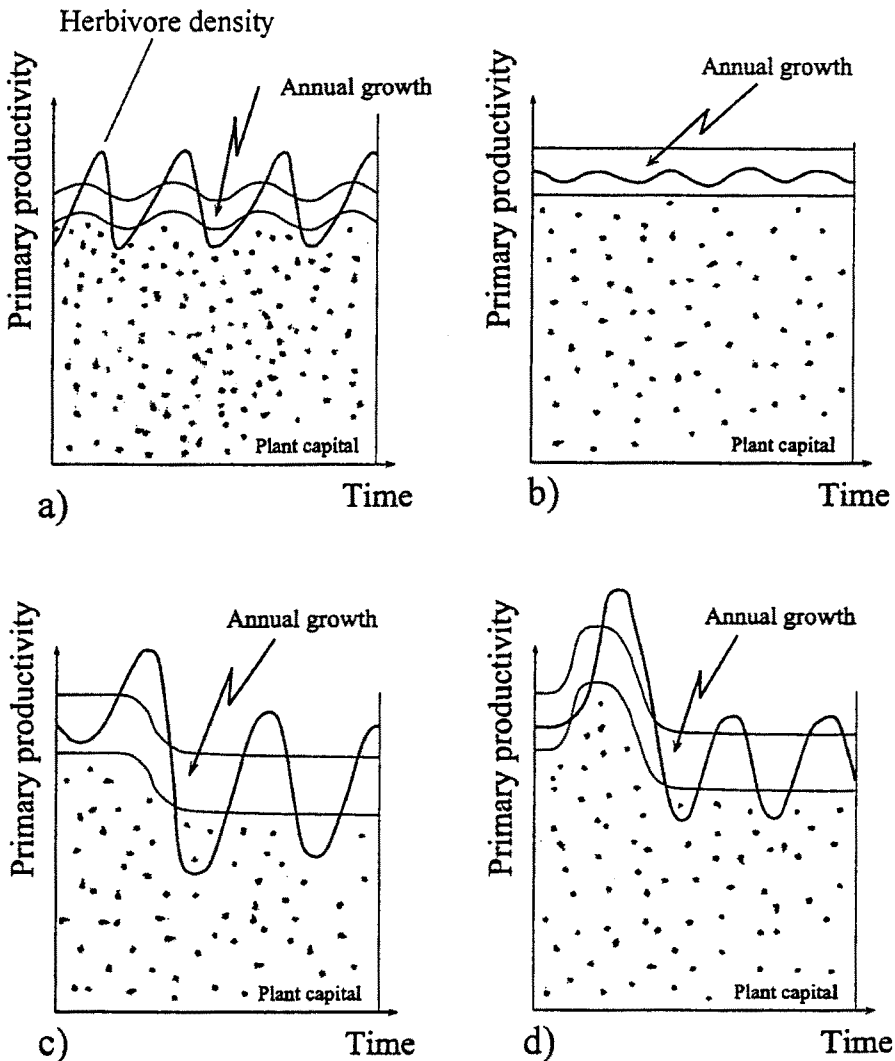 Herbivore density
Annual growth
Primary productivity
Plant capital
Time
a)
Annual growth
Primary productivity
Plant capital
Time
b)
Annual growth
Primary productivity
Plant capital
Time
c)
Annual growth
Primary productivity
Plant capital
Time
d)